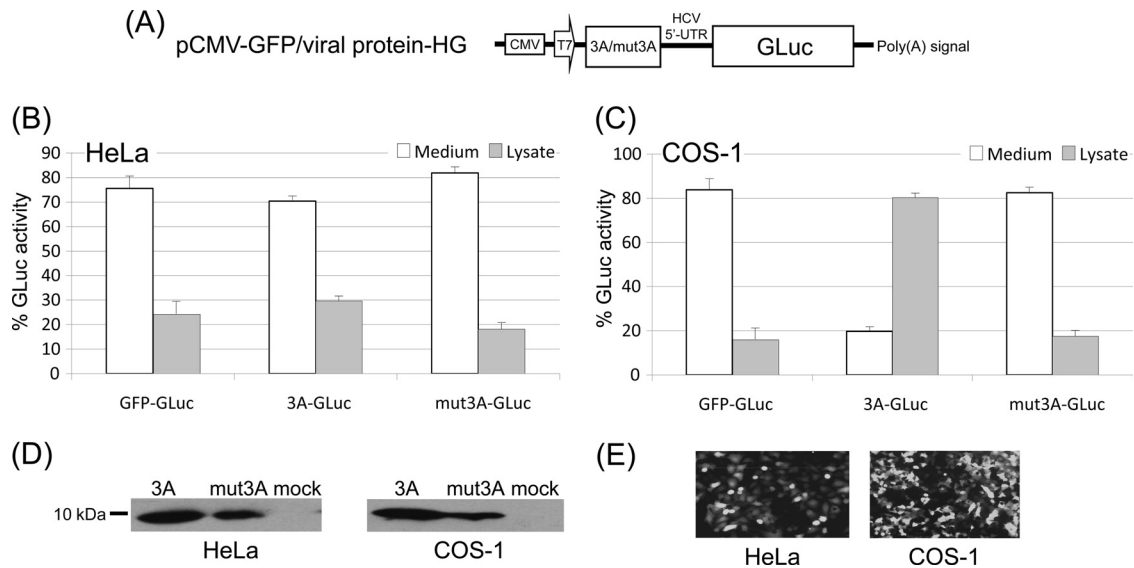 (A)
pCMV-GFP/viral protein-HG
CMV
T7
3A/mut3A
HCV
5'-UTR
GLuc
Poly(A) signal
(B)
HeLa
Medium
Lysate
% GLuc activity
90
80
70
60
50
40
30
20
10
0
GFP-GLuc
3A-GLuc
mut3A-GLuc
(C)
COS-1
Medium
Lysate
% GLuc activity
100
80
60
40
20
0
GFP-GLuc
3A-GLuc
mut3A-GLuc
(D)
3A mut3A mock
10 kDa
HeLa
3A mut3A mock
COS-1
(E)
HeLa
COS-1